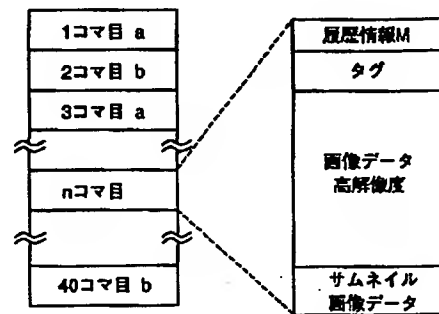 1コマ目 a
2コマ目 b
3コマ目 a
nコマ目
40コマ目 b
履歴情報M
タグ
画像データ
高解像度
サムネイル
画像データ